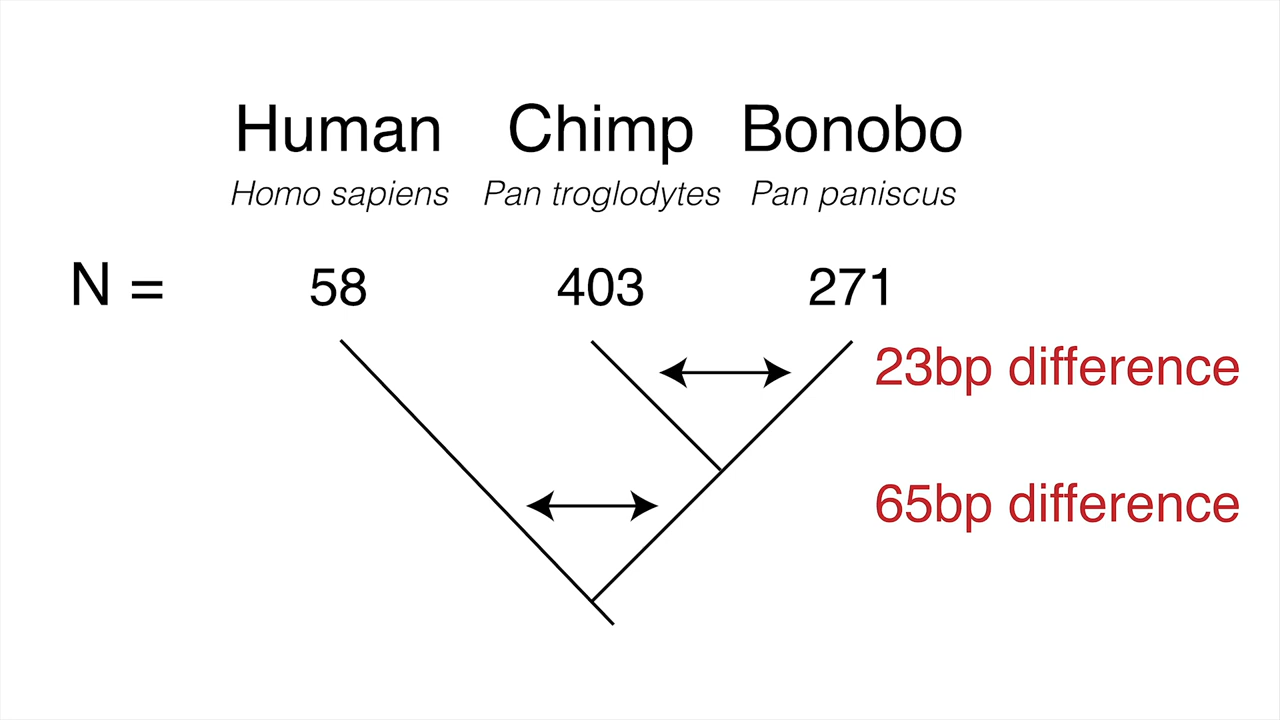 Human Chimp Bonobo
Homo sapiens Pan troglodytes Pan paniscus
N = 58 403 271
23bp difference
65bp difference